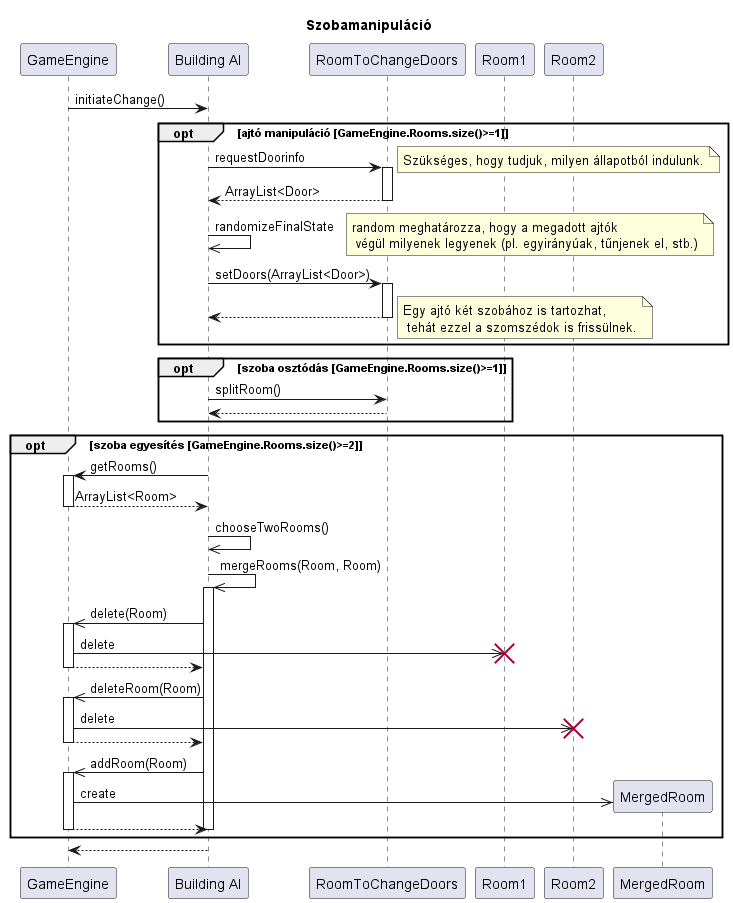 Szobamanipuláció
GameEngine
Building AI
RoomToChangeDoors
Room1
Room2
initiateChange()
opt
[ajtó manipuláció [GameEngine.Rooms.size()>=1]]
requestDoorinfo
Szükséges, hogy tudjuk, milyen állapotból indulunk.
ArrayList<Door>
randomizeFinalState
random meghatározza, hogy a megadott ajtók
végül milyenek legyenek (pl. egyirányúak, tűnjenek el, stb.)
setDoors(ArrayList<Door>)
Egy ajtó két szobához is tartozhat,
tehát ezzel a szomszédok is frissülnek.
opt
[szoba osztódás [GameEngine.Rooms.size()>=1]]
splitRoom()
opt
[szoba egyesítés [GameEngine.Rooms.size()>=2]]
getRooms()
ArrayList<Room>
chooseTwoRooms()
mergeRooms(Room, Room)
delete(Room)
delete
deleteRoom(Room)
delete
addRoom(Room)
create
MergedRoom
GameEngine
Building AI
RoomToChangeDoors
Room1
Room2
MergedRoom